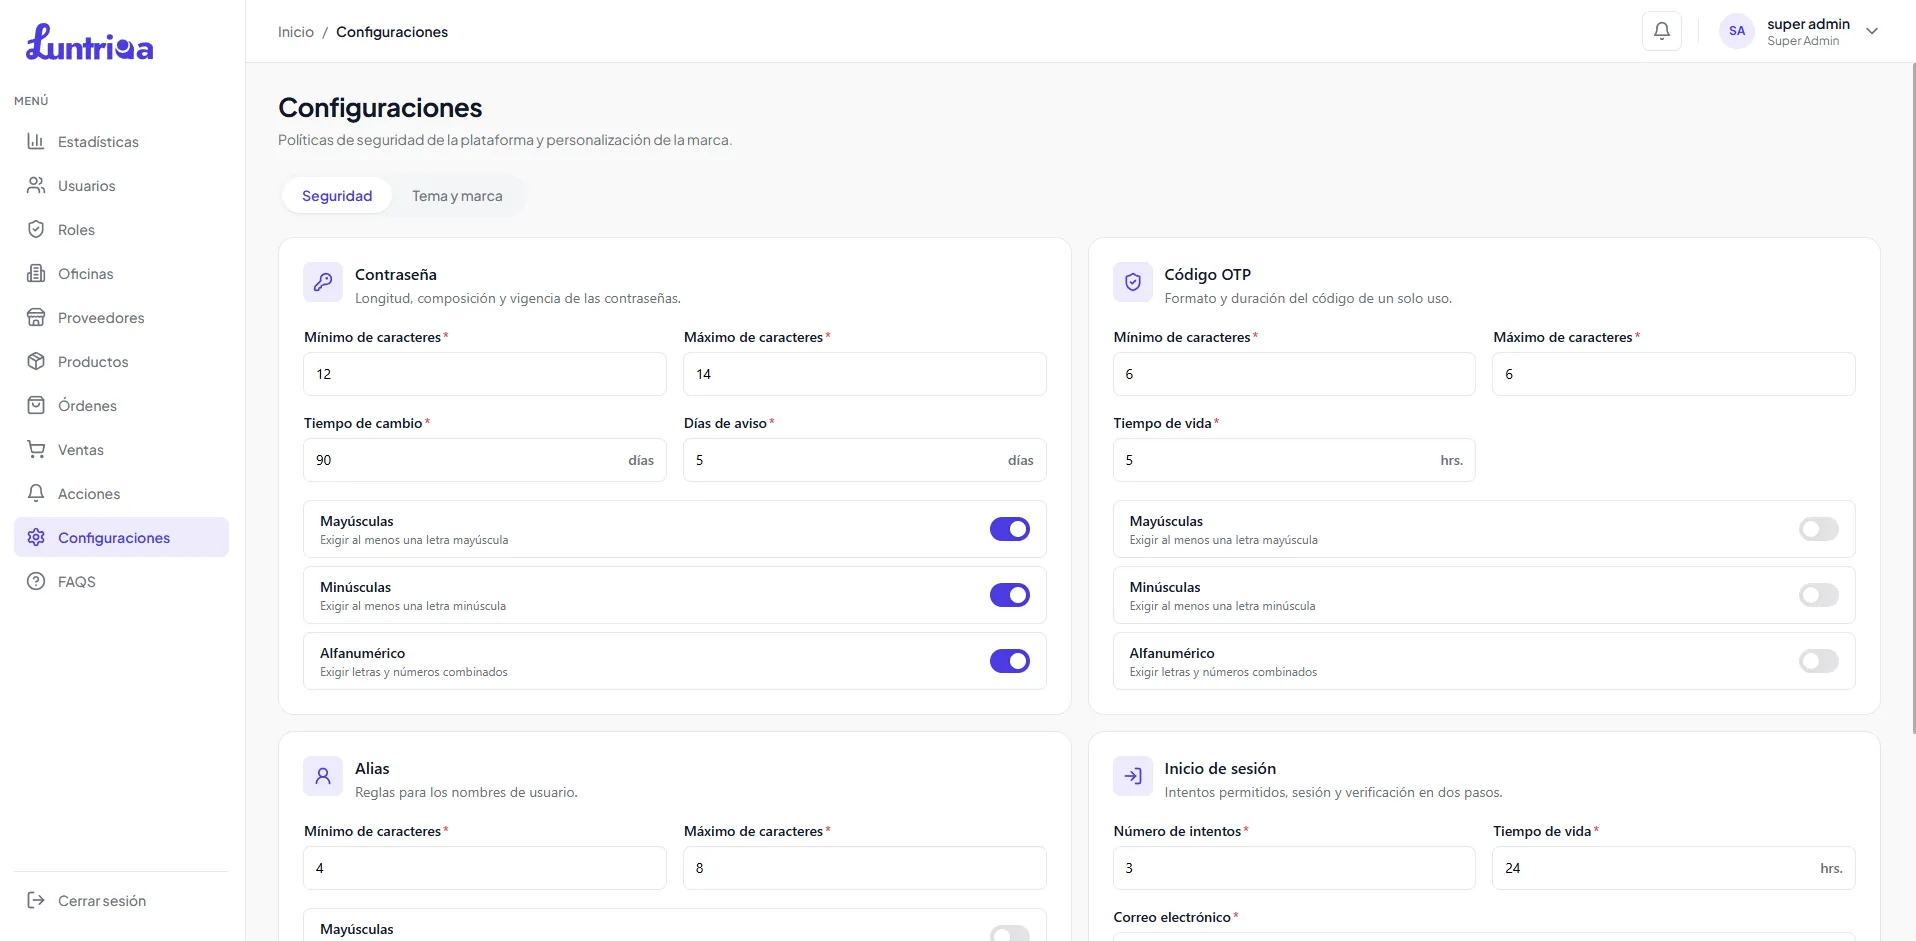 Luntriqa
MENÚ
Estadísticas
Usuarios
Roles
Oficinas
Proveedores
Productos
Órdenes
Ventas
Acciones
Configuraciones
FAQS
Cerrar sesión
Inicio / Configuraciones
SA
super admin
Super Admin
Configuraciones
Políticas de seguridad de la plataforma y personalización de la marca.
Seguridad
Tema y marca
Contraseña
Longitud, composición y vigencia de las contraseñas.
Mínimo de caracteres*
Máximo de caracteres*
12
14
Tiempo de cambio*
Días de aviso*
90 días
5 días
Mayúsculas
Exigir al menos una letra mayúscula
Minúsculas
Exigir al menos una letra minúscula
Alfanumérico
Exigir letras y números combinados
Código OTP
Formato y duración del código de un solo uso.
Mínimo de caracteres*
Máximo de caracteres*
6
6
Tiempo de vida*
5 hrs.
Mayúsculas
Exigir al menos una letra mayúscula
Minúsculas
Exigir al menos una letra minúscula
Alfanumérico
Exigir letras y números combinados
Alias
Reglas para los nombres de usuario.
Mínimo de caracteres*
Máximo de caracteres*
4
8
Mayúsculas
Inicio de sesión
Intentos permitidos, sesión y verificación en dos pasos.
Número de intentos*
Tiempo de vida*
3
24 hrs.
Correo electrónico*